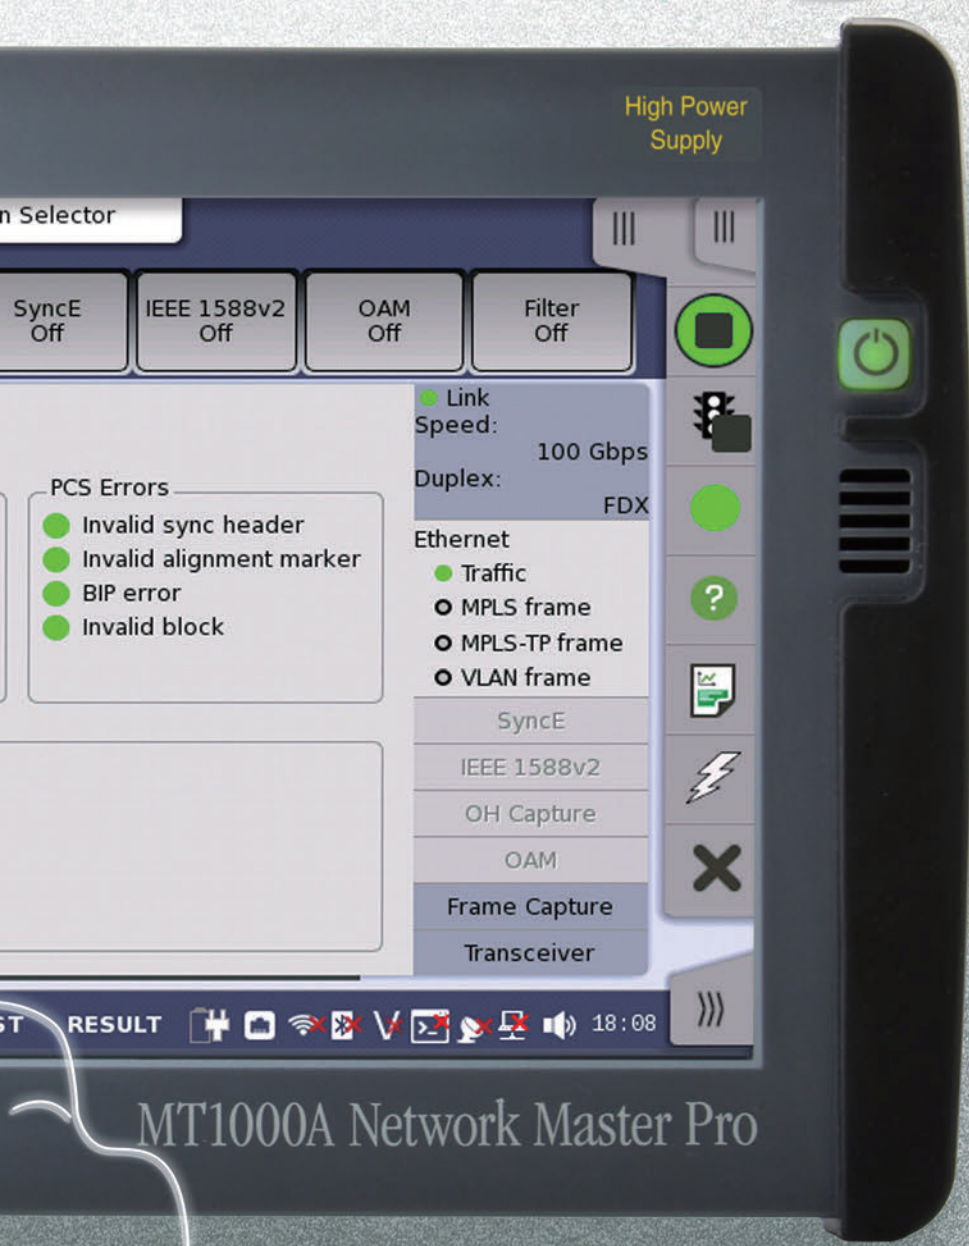 High Power
Supply
n Selector
SyncE
Off
IEEE 1588v2
Off
OAM
Off
Filter
Off
Link
Speed:
100 Gbps
Duplex:
FDX
PCS Errors
Invalid sync header
Invalid alignment marker
BIP error
Invalid block
Ethernet
Traffic
MPLS frame
MPLS-TP frame
VLAN frame
SyncE
IEEE 1588v2
OH Capture
OAM
Frame Capture
Transceiver
?
ST RESULT 18:08
MT1000A Network Master Pro